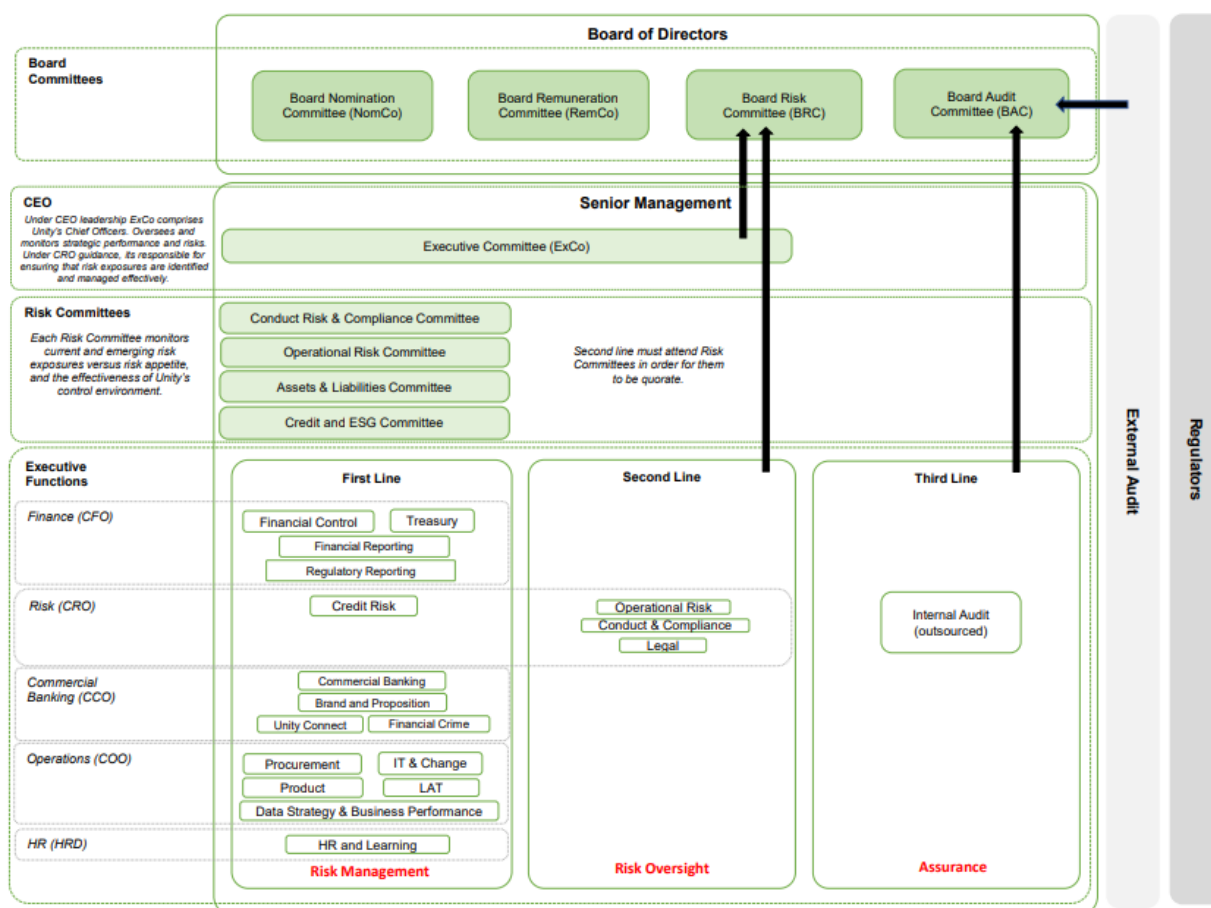 Board of Directors
Board
Committees
Board Nomination
Committee (NomCo)
Board Remuneration
Committee (RemCo)
Board Risk
Committee (BRC)
Board Audit
Committee (BAC)
CEO
Under CEO leadership ExCo comprises
Unity's Chief Officers. Oversees and
monitors strategic performance and risks.
Under CRO guidance, its responsible for
ensuring that risk exposures are identified
and managed effectively.
Senior Management
Executive Committee (ExCo)
Risk Committees
Each Risk Committee monitors
current and emerging risk
exposures versus risk appetite,
and the effectiveness of Unity's
control environment.
Conduct Risk & Compliance Committee
Operational Risk Committee
Assets & Liabilities Committee
Credit and ESG Committee
Second line must attend Risk
Committees in order for them
to be quorate.
Executive
Functions
First Line
Second Line
Third Line
Finance (CFO)
Financial Control
Treasury
Financial Reporting
Regulatory Reporting
Risk (CRO)
Credit Risk
Operational Risk
Conduct & Compliance
Legal
Internal Audit
(outsourced)
Commercial
Banking (CCO)
Commercial Banking
Brand and Proposition
Unity Connect
Financial Crime
Operations (COO)
Procurement
IT & Change
Product
LAT
Data Strategy & Business Performance
HR (HRD)
HR and Learning
Risk Management
Risk Oversight
Assurance
External Audit
Regulators